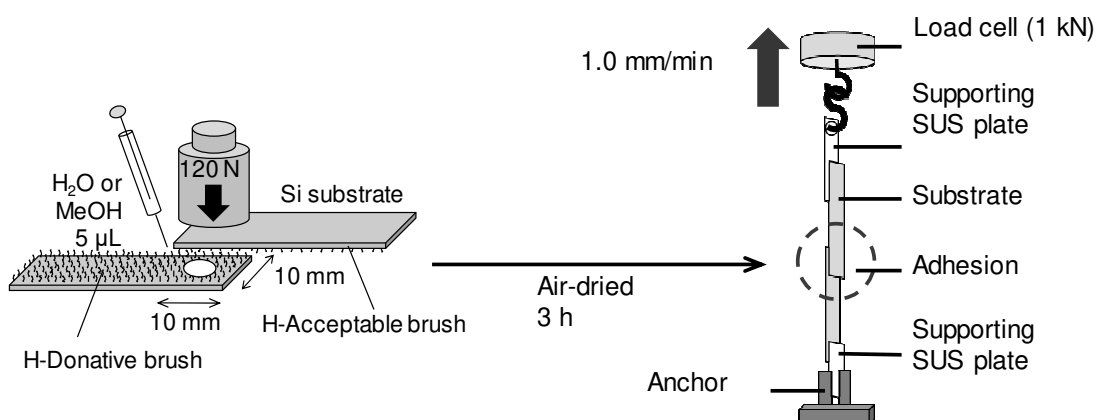 120 N
H₂O or
MeOH
5 µL
Si substrate
10 mm
10 mm
H-Acceptable brush
H-Donative brush
Air-dried
3 h
1.0 mm/min
Load cell (1 kN)
Supporting
SUS plate
Substrate
Adhesion
Supporting
SUS plate
Anchor